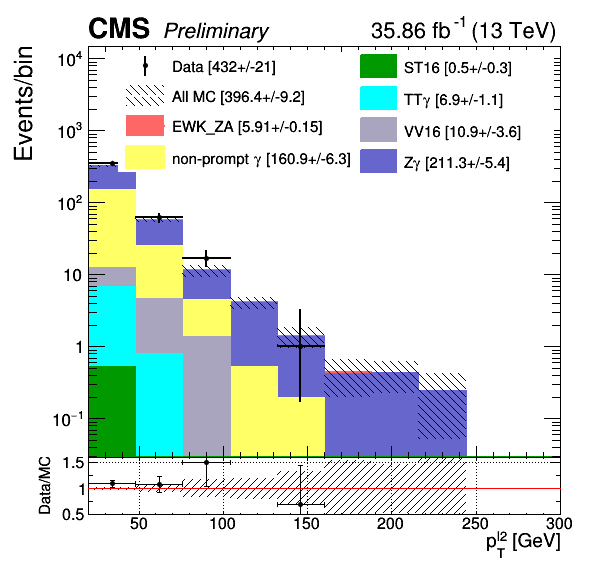 CMS Preliminary 35.86 fb⁻¹ (13 TeV)
Events/bin
10⁴
10³
10²
10
1
10⁻¹
Data [432+/-21]
All MC [396.4+/-9.2]
EWK_ZA [5.91+/-0.15]
non-prompt γ [160.9+/-6.3]
ST16 [0.5+/-0.3]
TTγ [6.9+/-1.1]
VV16 [10.9+/-3.6]
Zγ [211.3+/-5.4]
Data/MC
1.5
1
0.5
50 100 150 200 250 300
p_T^l2 [GeV]